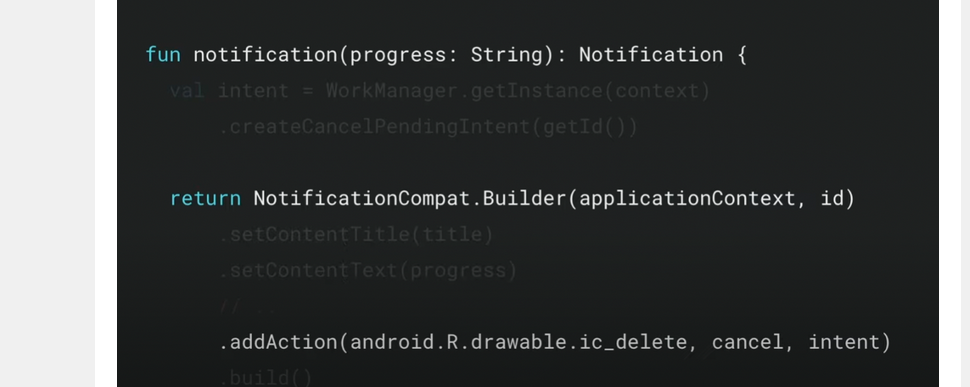 fun notification(progress: String): Notification {
val intent = WorkManager.getInstance(context)
.createCancelPendingIntent(getId())
return NotificationCompat.Builder(applicationContext, id)
.setContentTitle(title)
.setContentText(progress)
// .
.addAction(android.R.drawable.ic_delete, cancel, intent)
.build()